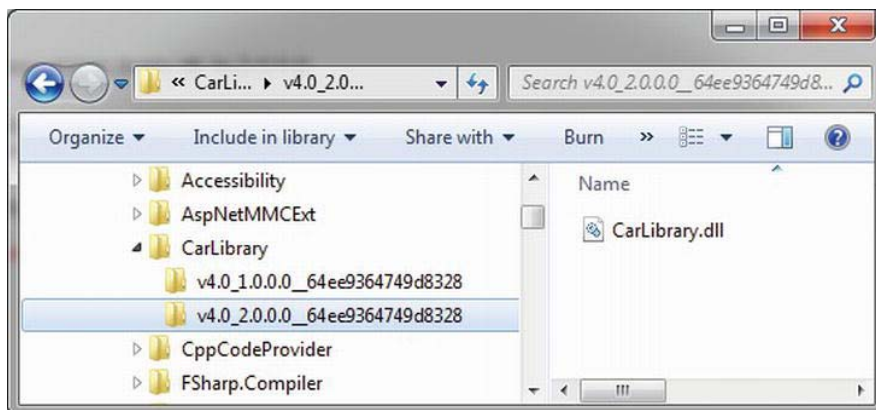 « CarLi... ▸ v4.0_2.0...
Search v4.0_2.0.0.0__64ee9364749d8...
Organize
Include in library
Share with
Burn
»
Accessibility
AspNetMMCExt
CarLibrary
v4.0_1.0.0.0__64ee9364749d8328
v4.0_2.0.0.0__64ee9364749d8328
CppCodeProvider
FSharp.Compiler
Name
CarLibrary.dll